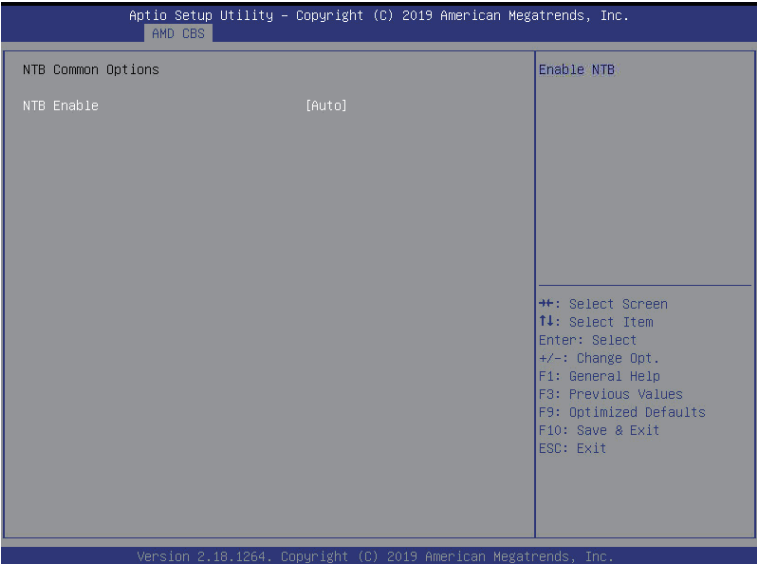 Aptio Setup Utility – Copyright (C) 2019 American Megatrends, Inc.
AMD CBS
NTB Common Options
NTB Enable [Auto]
Enable NTB
→←: Select Screen
↑↓: Select Item
Enter: Select
+/-: Change Opt.
F1: General Help
F3: Previous Values
F9: Optimized Defaults
F10: Save & Exit
ESC: Exit
Version 2.18.1264. Copyright (C) 2019 American Megatrends, Inc.